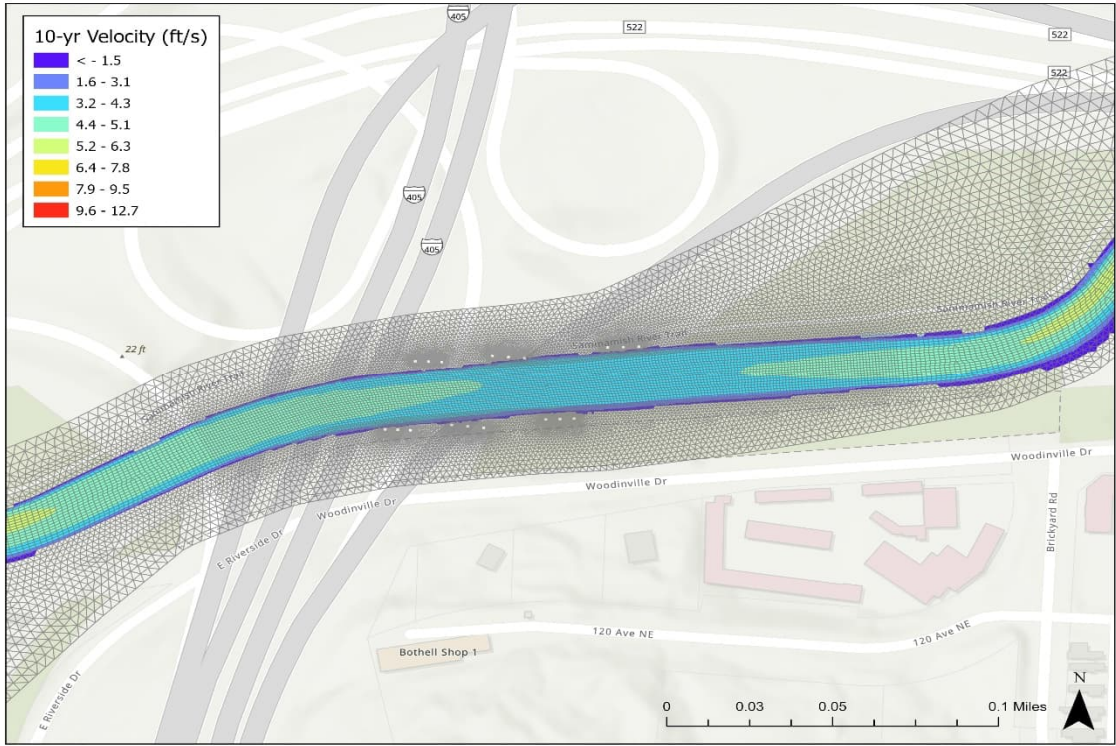 10-yr Velocity (ft/s)
< - 1.5
1.6 - 3.1
3.2 - 4.3
4.4 - 5.1
5.2 - 6.3
6.4 - 7.8
7.9 - 9.5
9.6 - 12.7
405
522
522
522
405
405
Sammamish River Trail
22 ft
Sammamish River Trail
Woodinville Dr
Woodinville Dr
Woodinville Dr
Brickyard Rd
E Riverside Dr
120 Ave NE
120 Ave NE
Bothell Shop 1
E Riverside Dr
N
0 0.03 0.05 0.1 Miles